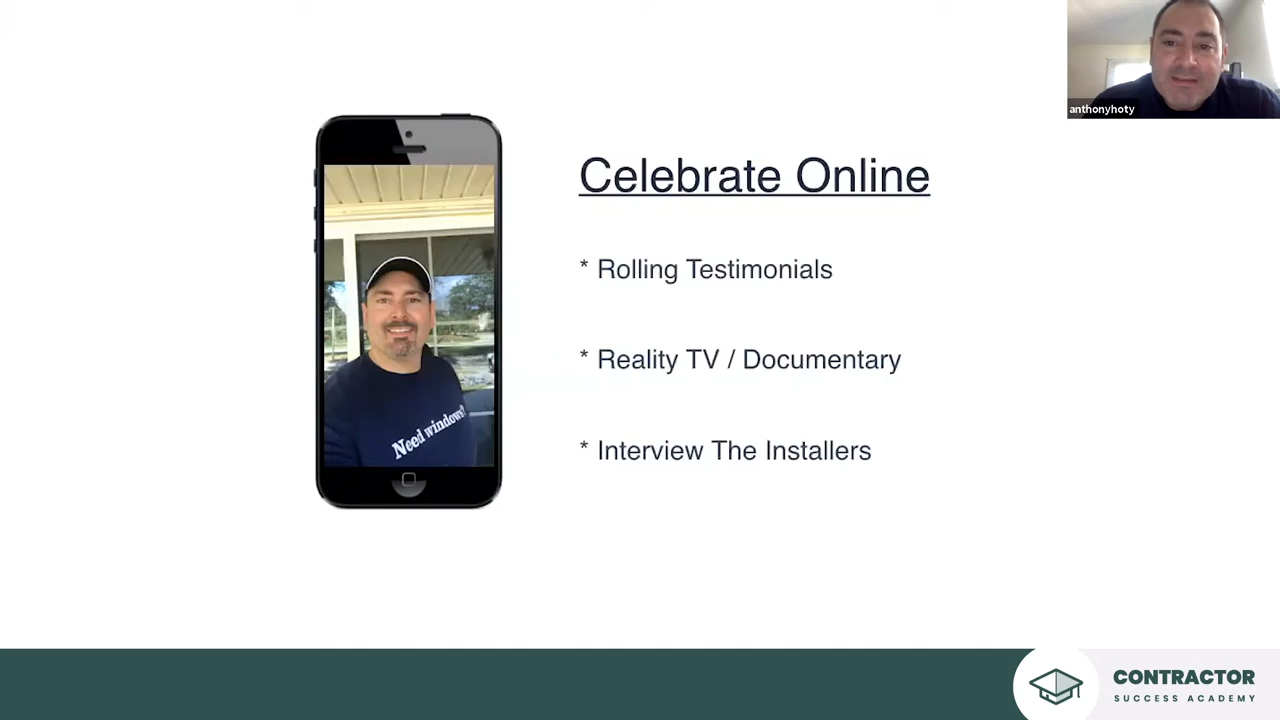 anthonyhoty
Celebrate Online
* Rolling Testimonials
* Reality TV / Documentary
* Interview The Installers
Need windows?
CONTRACTOR
SUCCESS ACADEMY